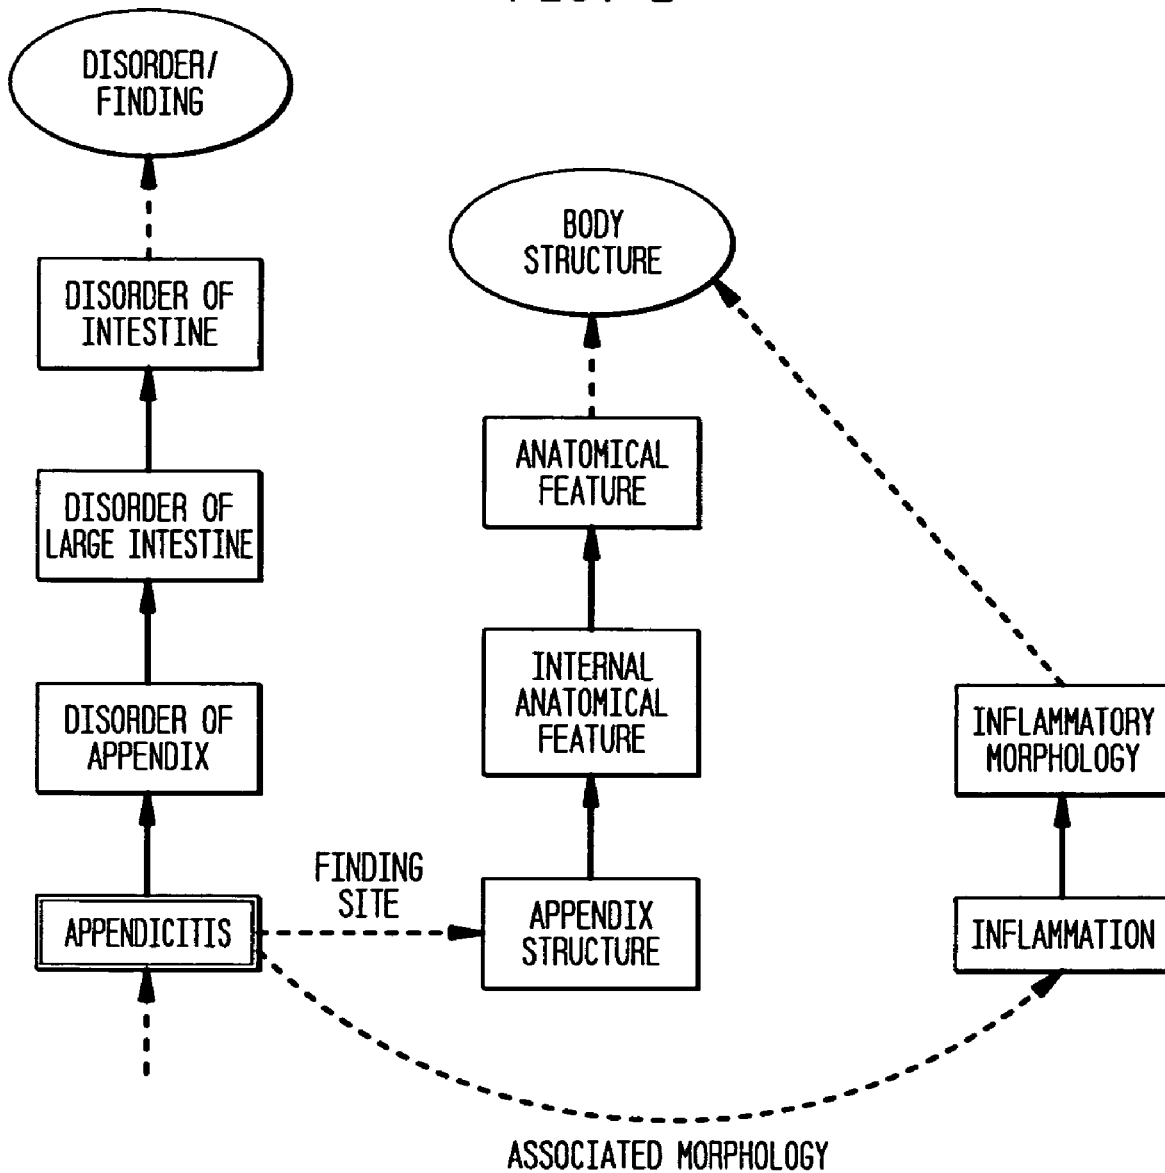 DISORDER/
FINDING
BODY
STRUCTURE
DISORDER OF
INTESTINE
ANATOMICAL
FEATURE
DISORDER OF
LARGE INTESTINE
INTERNAL
ANATOMICAL
FEATURE
DISORDER OF
APPENDIX
INFLAMMATORY
MORPHOLOGY
FINDING
SITE
APPENDICITIS
APPENDIX
STRUCTURE
INFLAMMATION
ASSOCIATED MORPHOLOGY